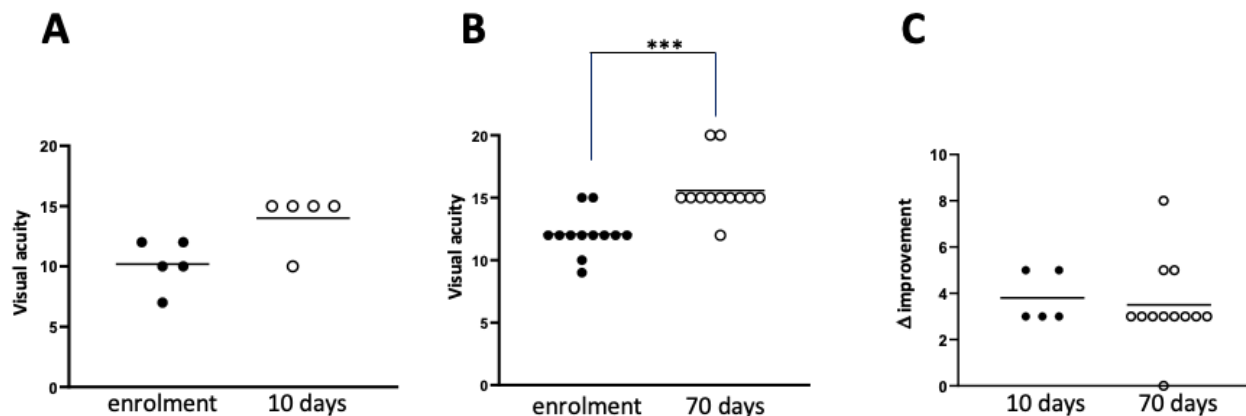 A
Visual acuity
20
15
10
5
0
enrolment 10 days
B
***
Visual acuity
20
15
10
5
0
enrolment 70 days
C
Δ improvement
10
8
6
4
2
0
10 days 70 days